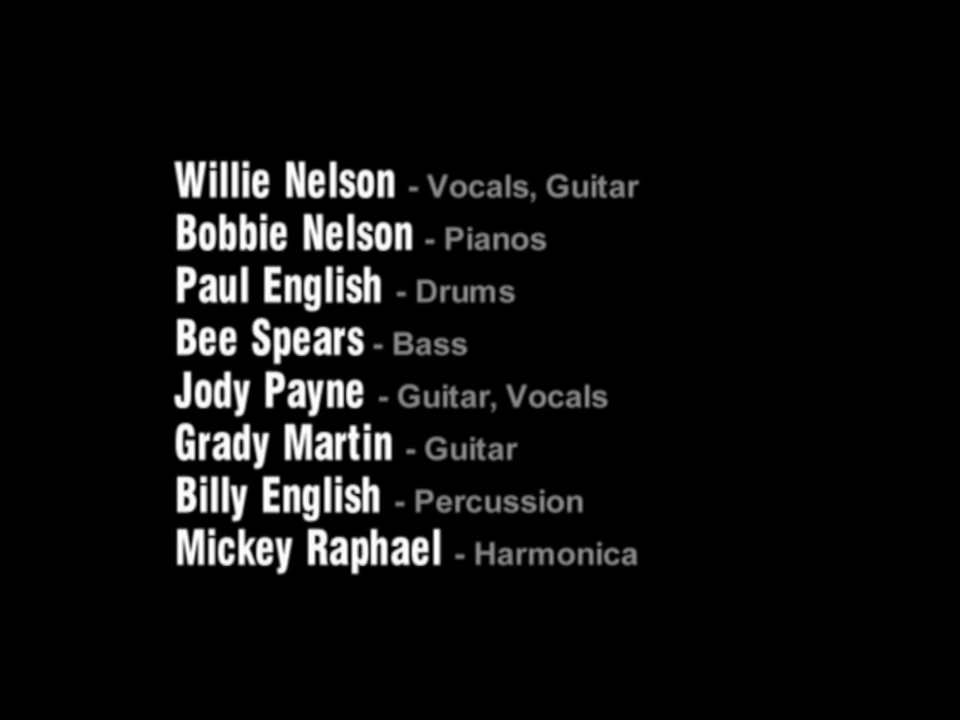 Willie Nelson - Vocals, Guitar
Bobbie Nelson - Pianos
Paul English - Drums
Bee Spears - Bass
Jody Payne - Guitar, Vocals
Grady Martin - Guitar
Billy English - Percussion
Mickey Raphael - Harmonica